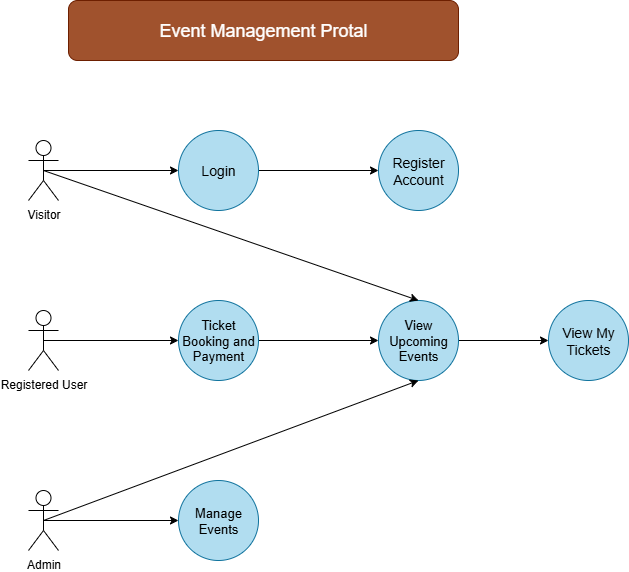 Event Management Protal
Login
Register
Account
Visitor
Ticket
Booking and
Payment
View
Upcoming
Events
View My
Tickets
Registered User
Manage
Events
Admin